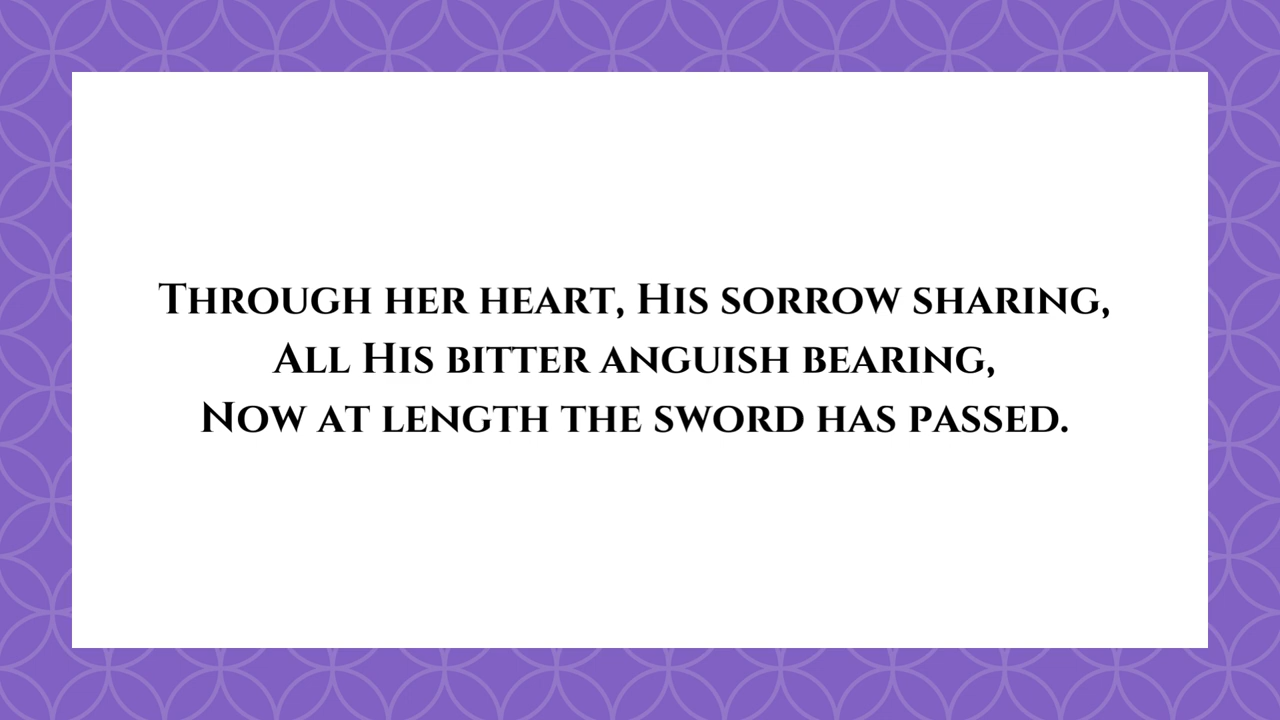 Through her heart, His sorrow sharing,
All His bitter anguish bearing,
Now at length the sword has passed.